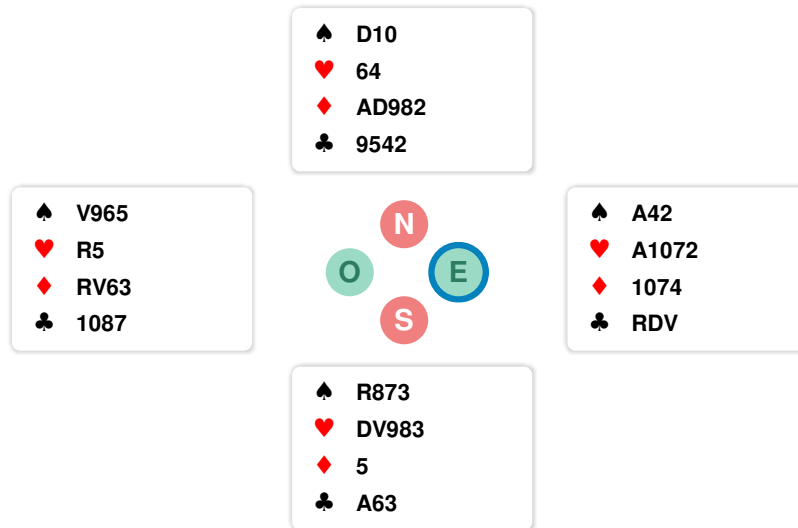 ♠ D10
♥ 64
♦ AD982
♣ 9542
♠ V965
♥ R5
♦ RV63
♣ 1087
N
O E
S
♠ A42
♥ A1072
♦ 1074
♣ RDV
♠ R873
♥ DV983
♦ 5
♣ A63